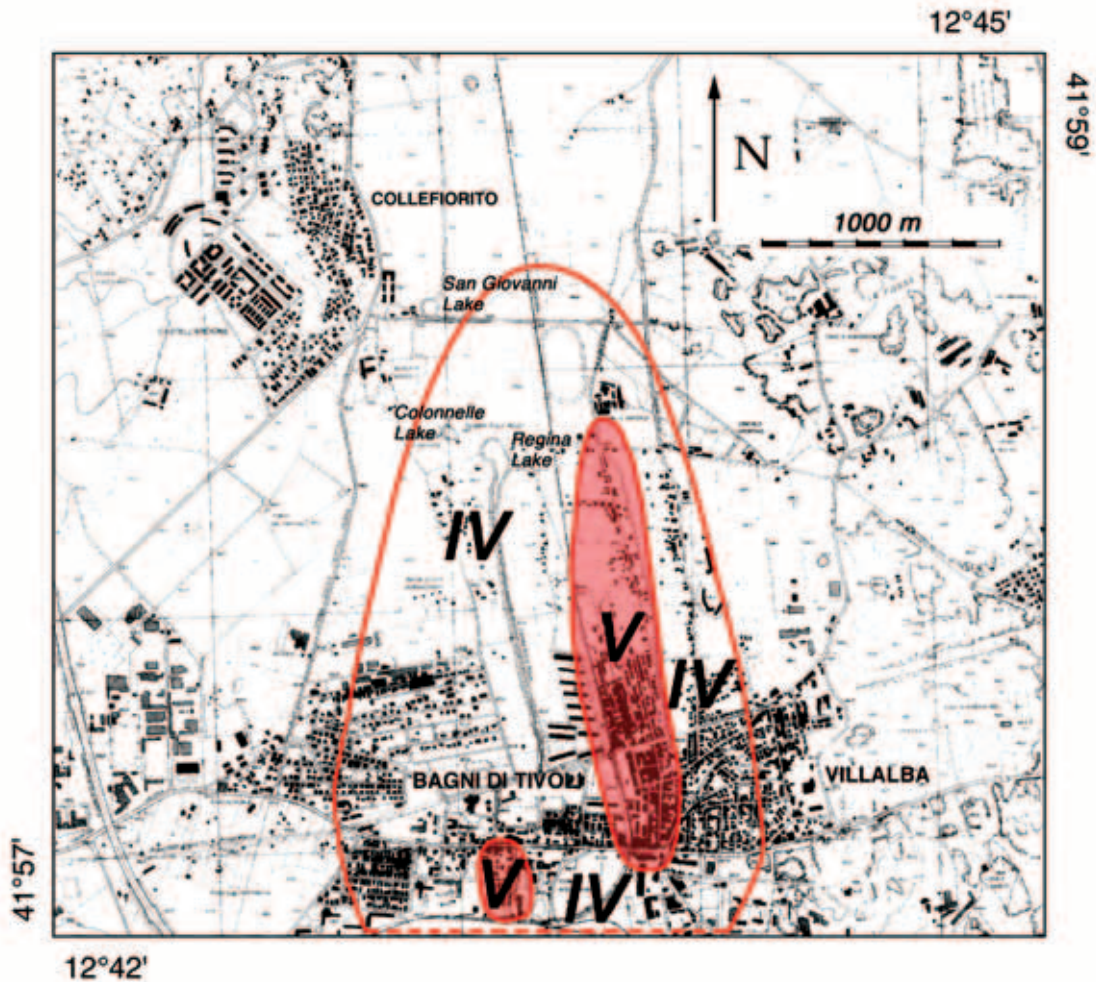 12°45'
41°59'
N
COLLEFIORITO
1000 m
San Giovanni
Lake
Colonnelle
Lake
Regina
Lake
IV
V
IV
BAGNI DI TIVOLI
VILLALBA
41°57'
V
IV
12°42'